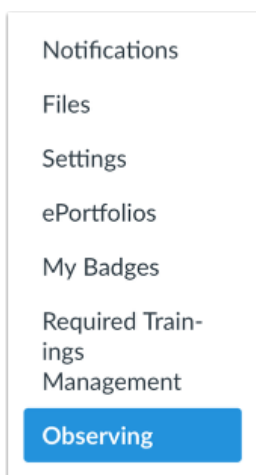 Notifications
Files
Settings
ePortfolios
My Badges
Required Train-
ings
Management
Observing